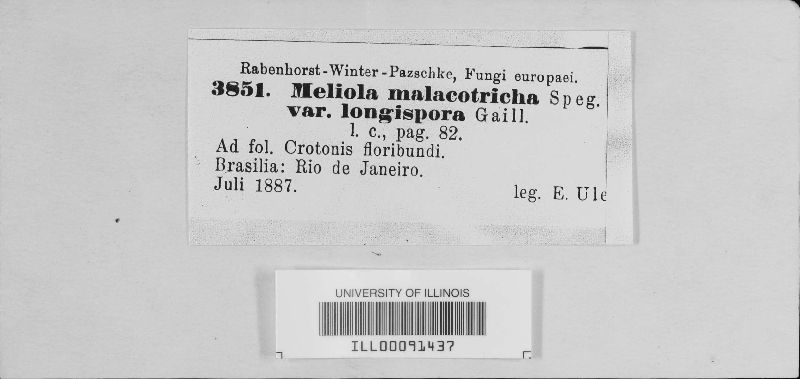 Rabenhorst-Winter-Pazschke, Fungi europaei.
3851. Meliola malacotricha Speg.
var. longispora Gaill.
l. c., pag. 82.
Ad fol. Crotonis floribundi.
Brasilia: Rio de Janeiro.
Juli 1887.
leg. E. Ule
UNIVERSITY OF ILLINOIS
ILL00091437